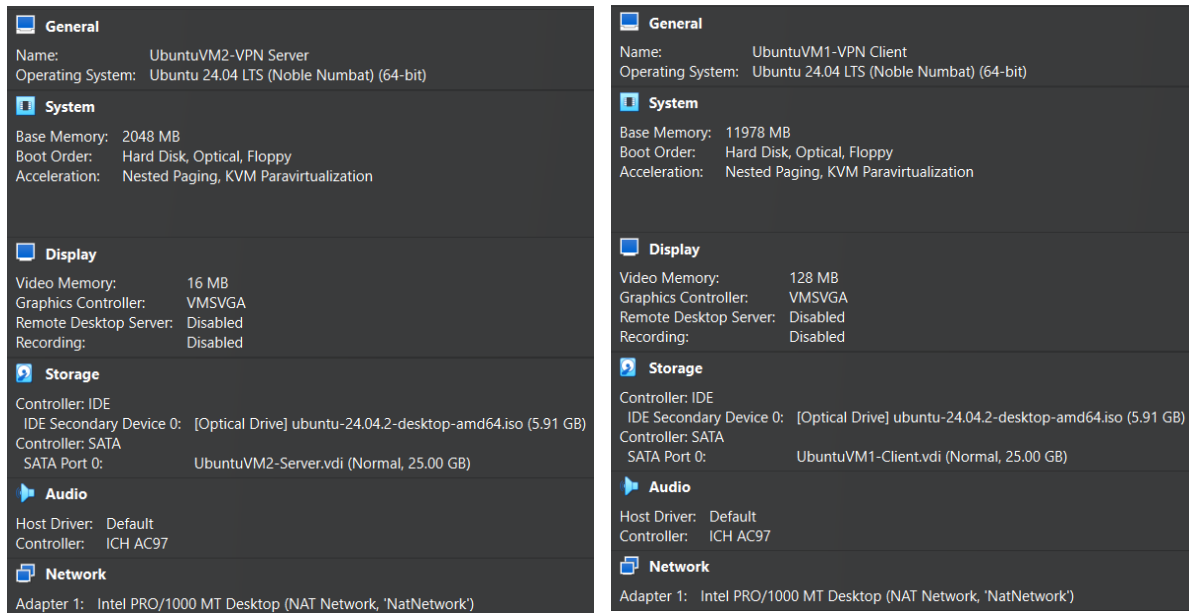 General
Name: UbuntuVM2-VPN Server
Operating System: Ubuntu 24.04 LTS (Noble Numbat) (64-bit)
System
Base Memory: 2048 MB
Boot Order: Hard Disk, Optical, Floppy
Acceleration: Nested Paging, KVM Paravirtualization
Display
Video Memory: 16 MB
Graphics Controller: VMSVGA
Remote Desktop Server: Disabled
Recording: Disabled
Storage
Controller: IDE
IDE Secondary Device 0: [Optical Drive] ubuntu-24.04.2-desktop-amd64.iso (5.91 GB)
Controller: SATA
SATA Port 0: UbuntuVM2-Server.vdi (Normal, 25.00 GB)
Audio
Host Driver: Default
Controller: ICH AC97
Network
Adapter 1: Intel PRO/1000 MT Desktop (NAT Network, 'NatNetwork')
General
Name: UbuntuVM1-VPN Client
Operating System: Ubuntu 24.04 LTS (Noble Numbat) (64-bit)
System
Base Memory: 11978 MB
Boot Order: Hard Disk, Optical, Floppy
Acceleration: Nested Paging, KVM Paravirtualization
Display
Video Memory: 128 MB
Graphics Controller: VMSVGA
Remote Desktop Server: Disabled
Recording: Disabled
Storage
Controller: IDE
IDE Secondary Device 0: [Optical Drive] ubuntu-24.04.2-desktop-amd64.iso (5.91 GB)
Controller: SATA
SATA Port 0: UbuntuVM1-Client.vdi (Normal, 25.00 GB)
Audio
Host Driver: Default
Controller: ICH AC97
Network
Adapter 1: Intel PRO/1000 MT Desktop (NAT Network, 'NatNetwork')